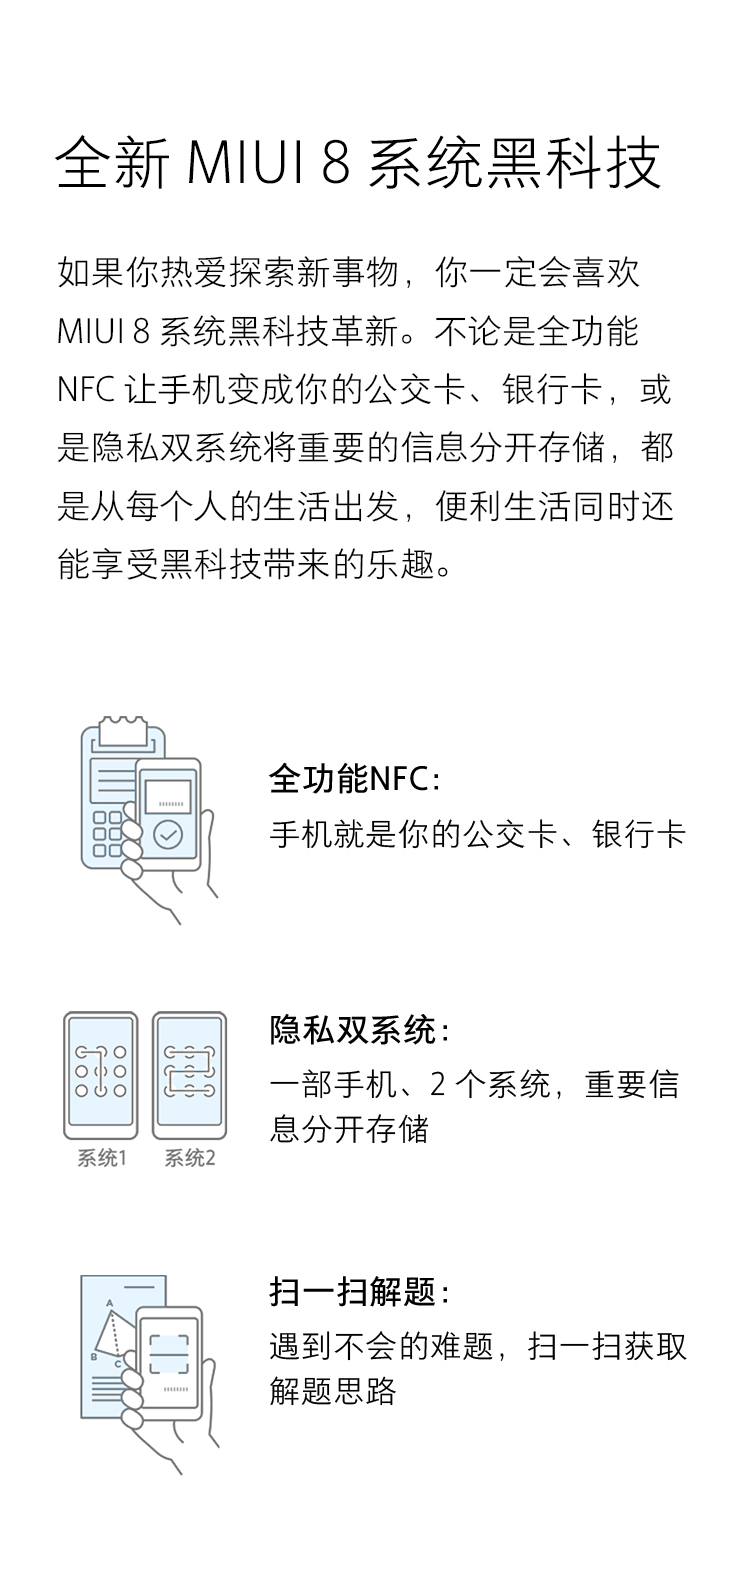 全新 MIUI 8 系统黑科技
如果你热爱探索新事物，你一定会喜欢
MIUI 8 系统黑科技革新。不论是全功能
NFC 让手机变成你的公交卡、银行卡，或
是隐私双系统将重要的信息分开存储，都
是从每个人的生活出发，便利生活同时还
能享受黑科技带来的乐趣。
全功能NFC：
手机就是你的公交卡、银行卡
隐私双系统：
一部手机、2 个系统，重要信
息分开存储
系统1
系统2
扫一扫解题：
遇到不会的难题，扫一扫获取
解题思路
A
B
C